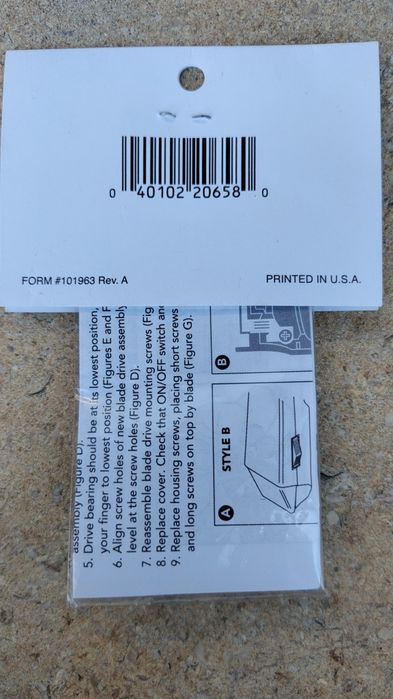 0 40102 20658 0
FORM #101963 Rev. A
PRINTED IN U.S.A.
assembly (Figure D).
5. Drive bearing should be at its lowest position,
your finger to lowest position (Figures E and F
6. Align screw holes of new blade drive assembly
level at the screw holes (Figure D).
7. Reassemble blade drive mounting screws (Fig
8. Replace cover. Check that ON/OFF switch and
9. Replace housing screws, placing short screws
and long screws on top by blade (Figure G).
A
STYLE B
B